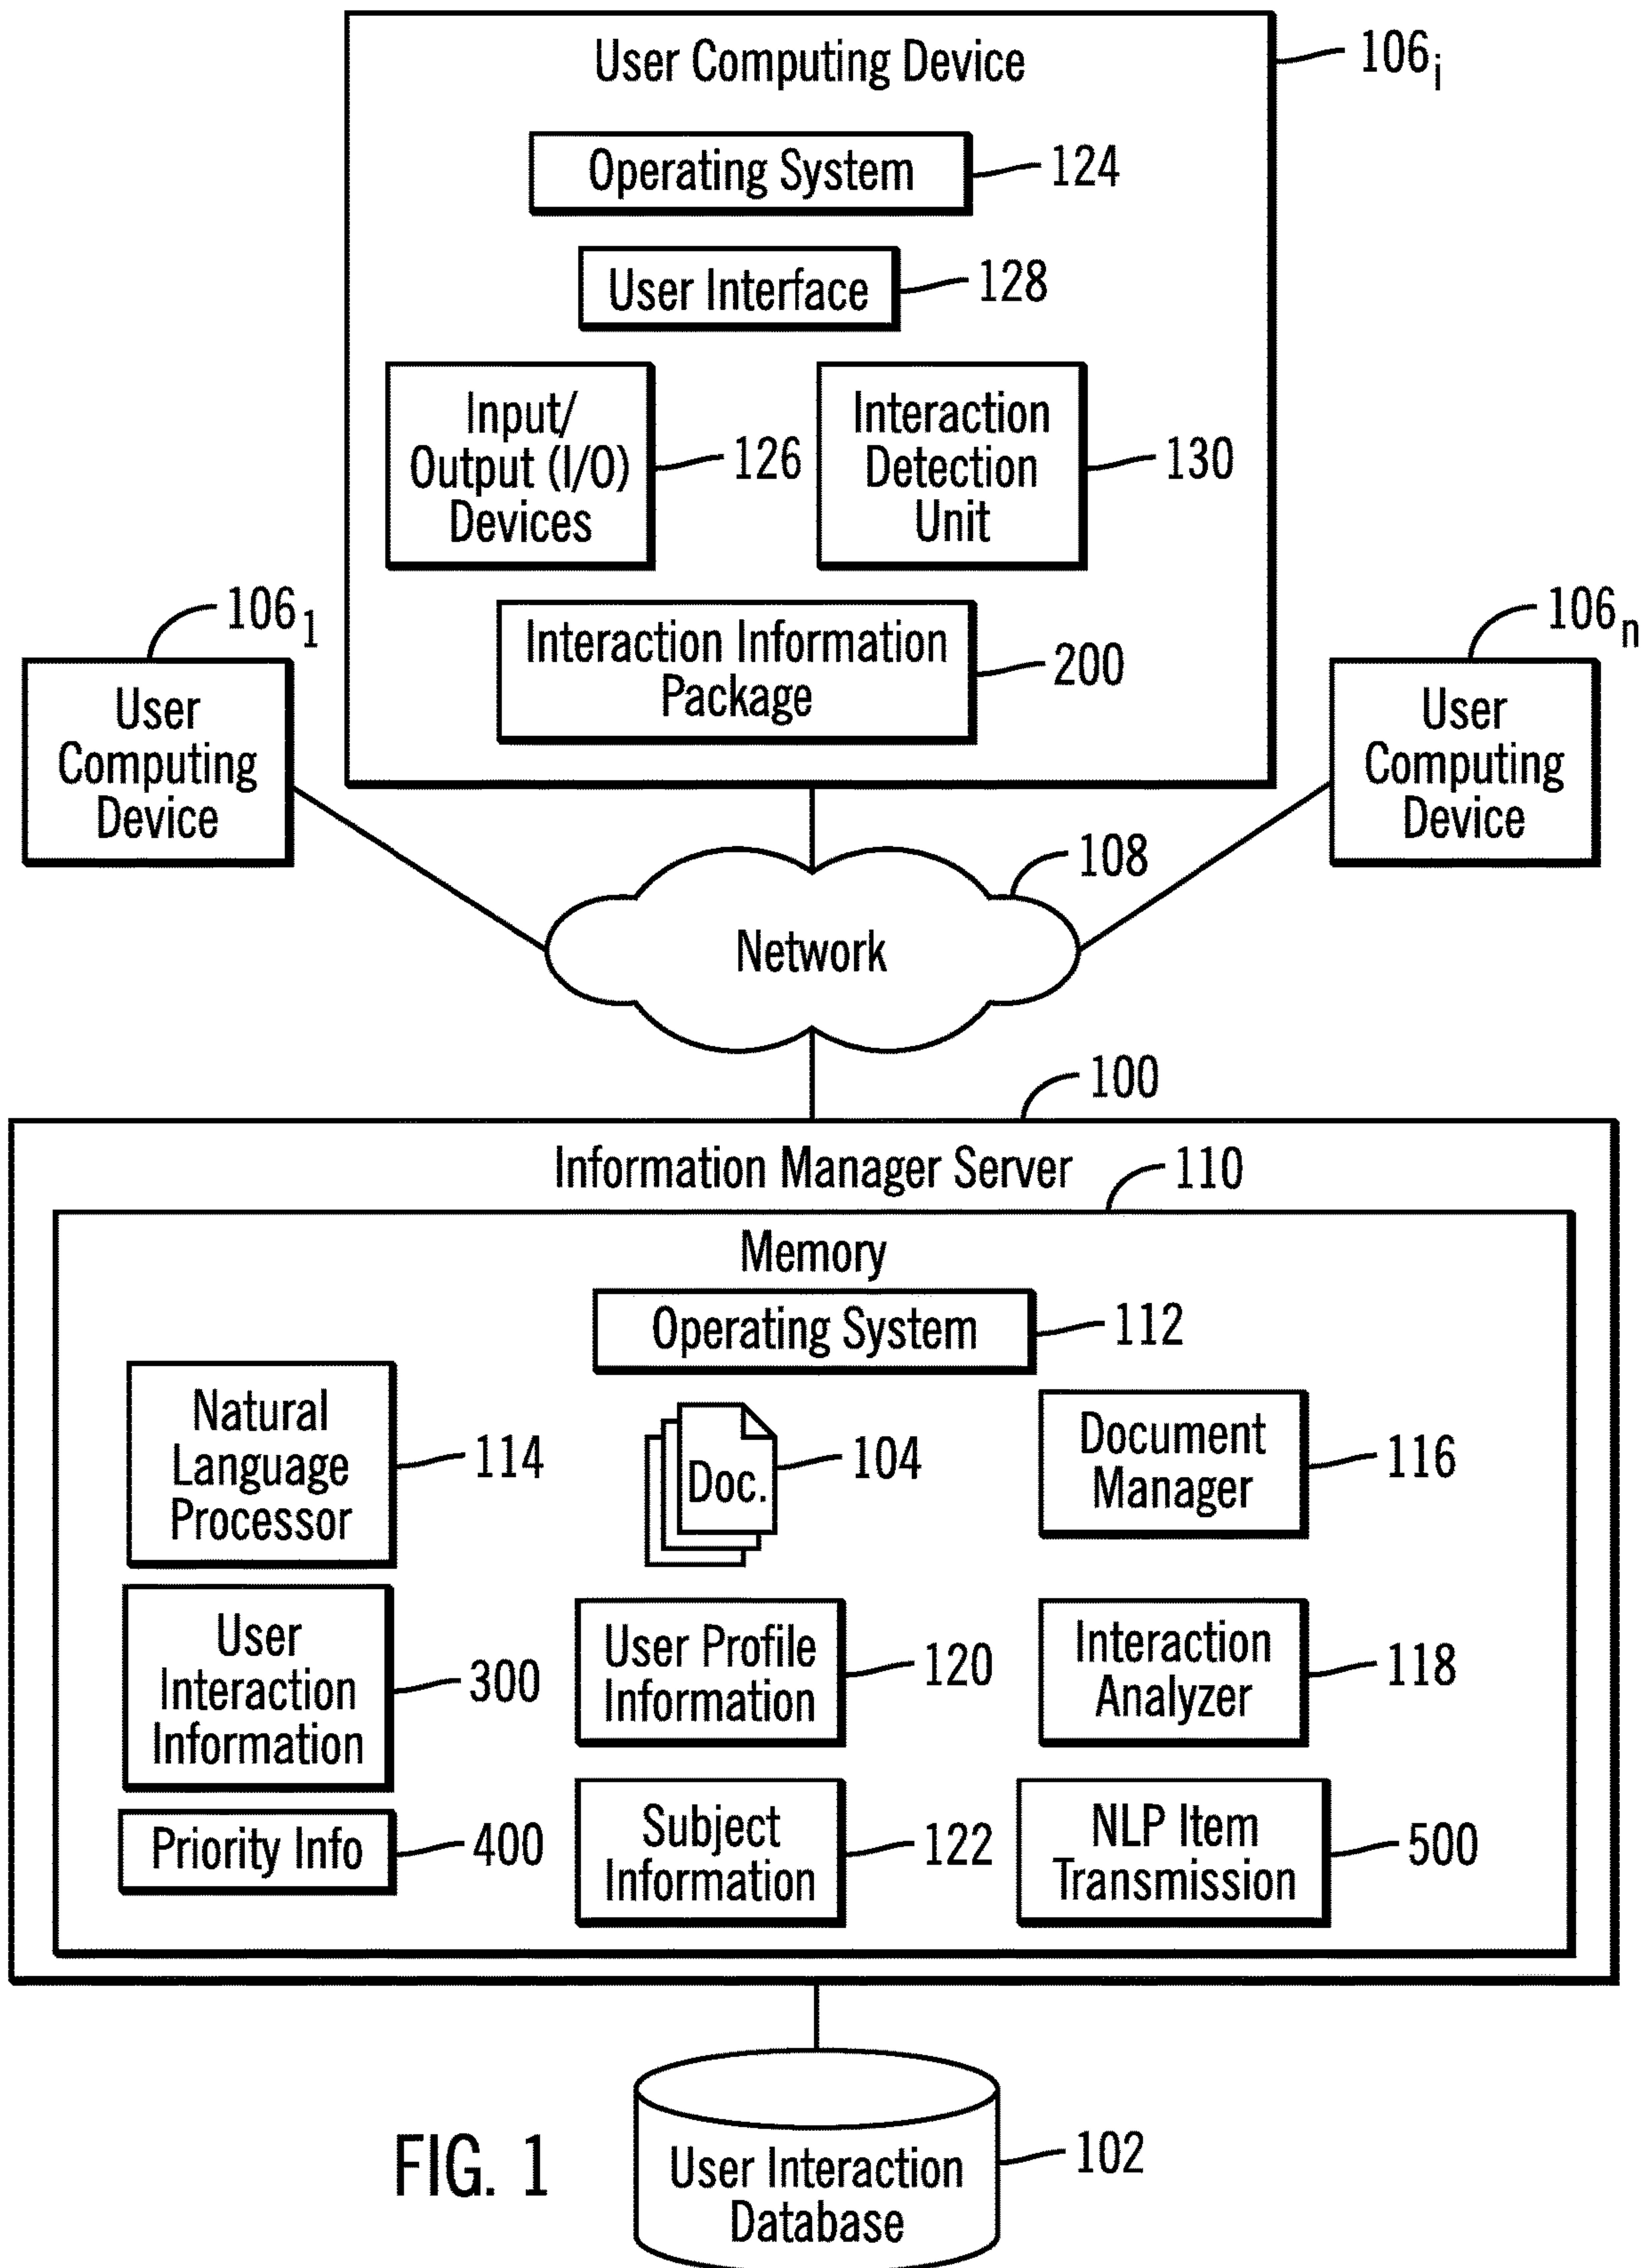 User Computing Device
106i
Operating System
124
User Interface
128
Input/
Output (I/O)
Devices
126
Interaction
Detection
Unit
130
Interaction Information
Package
200
1061
User
Computing
Device
106n
User
Computing
Device
108
Network
100
Information Manager Server
110
Memory
Operating System
112
Natural
Language
Processor
114
Doc.
104
Document
Manager
116
User
Interaction
Information
300
User Profile
Information
120
Interaction
Analyzer
118
Priority Info
400
Subject
Information
122
NLP Item
Transmission
500
User Interaction
Database
102
FIG. 1